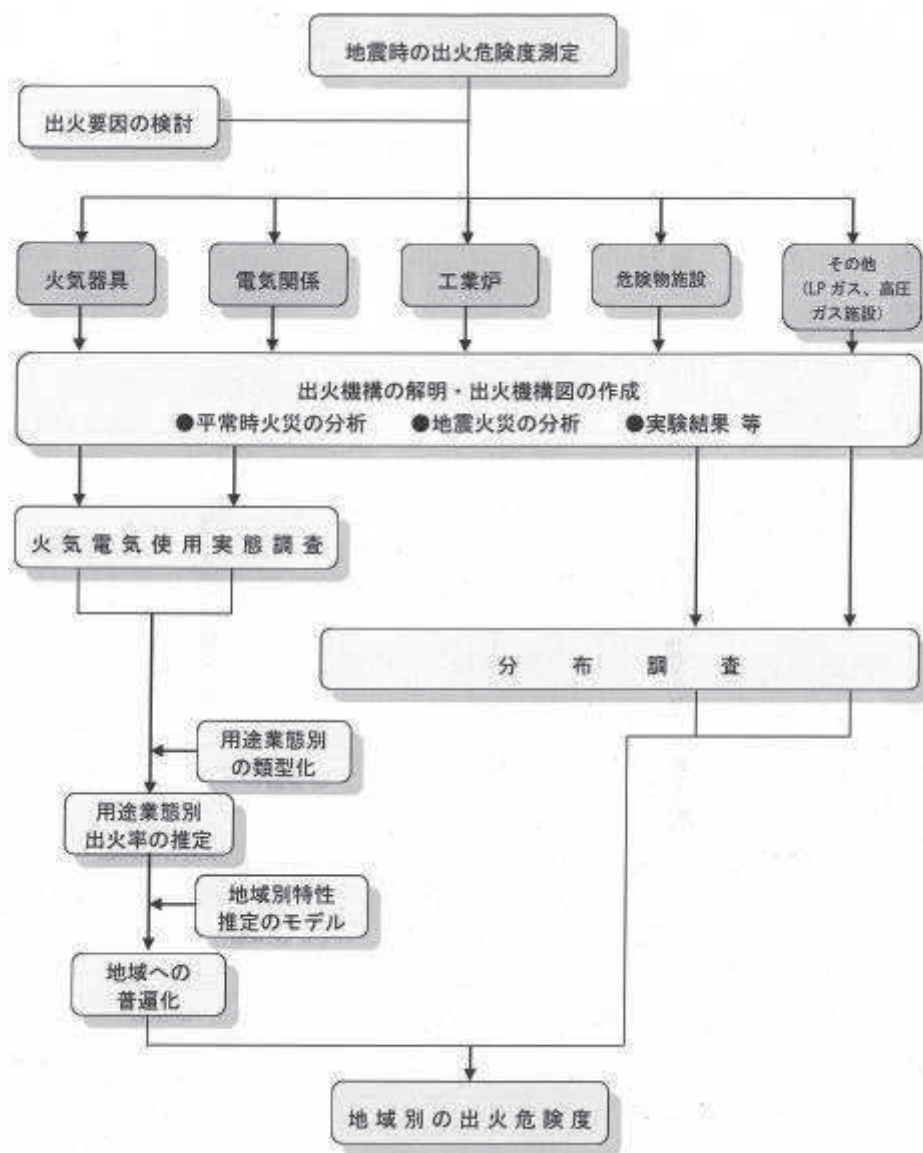 地震時の出火危険度測定
出火要因の検討
火気器具
電気関係
工業炉
危険物施設
その他
(LPガス、高圧
ガス施設)
出火機構の解明・出火機構図の作成
●平常時火災の分析 ●地震火災の分析 ●実験結果 等
火気電気使用実態調査
分布調査
用途業態別
の類型化
用途業態別
出火率の推定
地域別特性
推定のモデル
地域への
普遍化
地域別の出火危険度